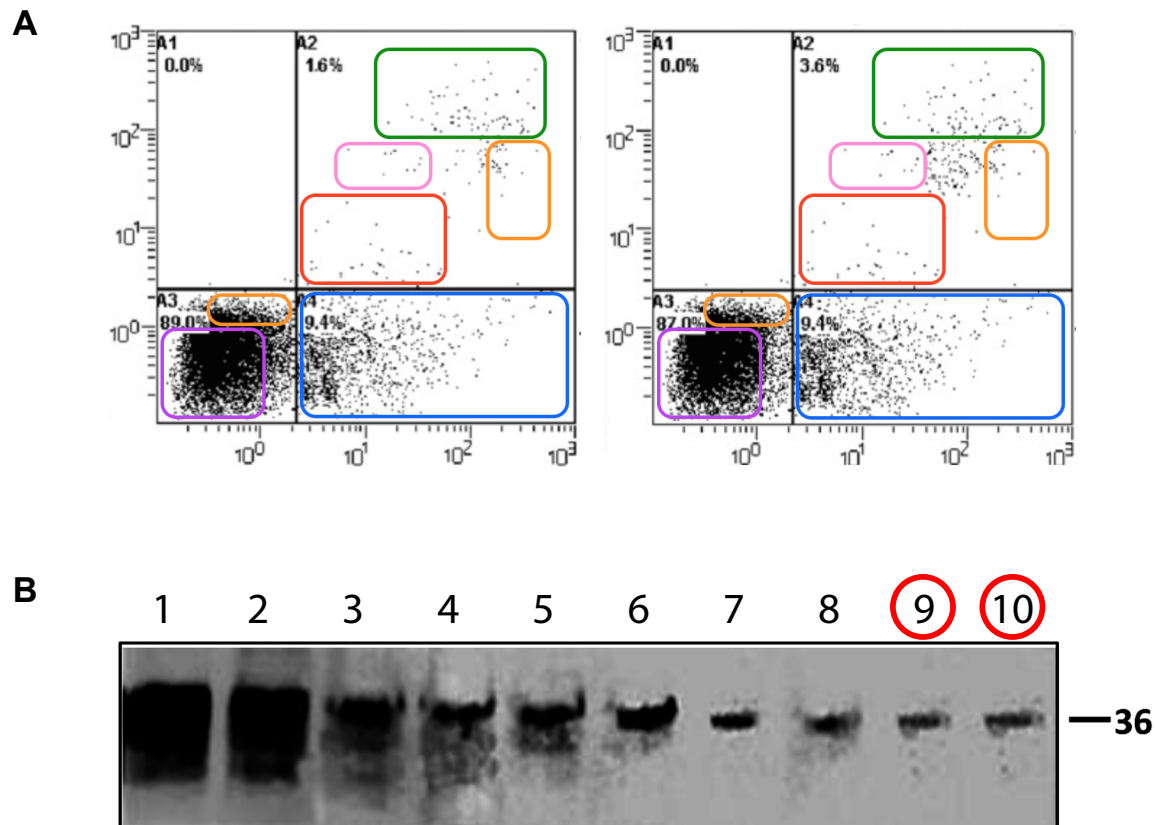 A
10³ A1 A2 10³ A1 A2
0.0% 1.6% 0.0% 3.6%
10² 10²
10¹ 10¹
A3 A4 A3 A4
10⁰ 89.0% 9.4% 10⁰ 87.0% 9.4%
10⁰ 10¹ 10² 10³ 10⁰ 10¹ 10² 10³
B
1 2 3 4 5 6 7 8 9 10
36